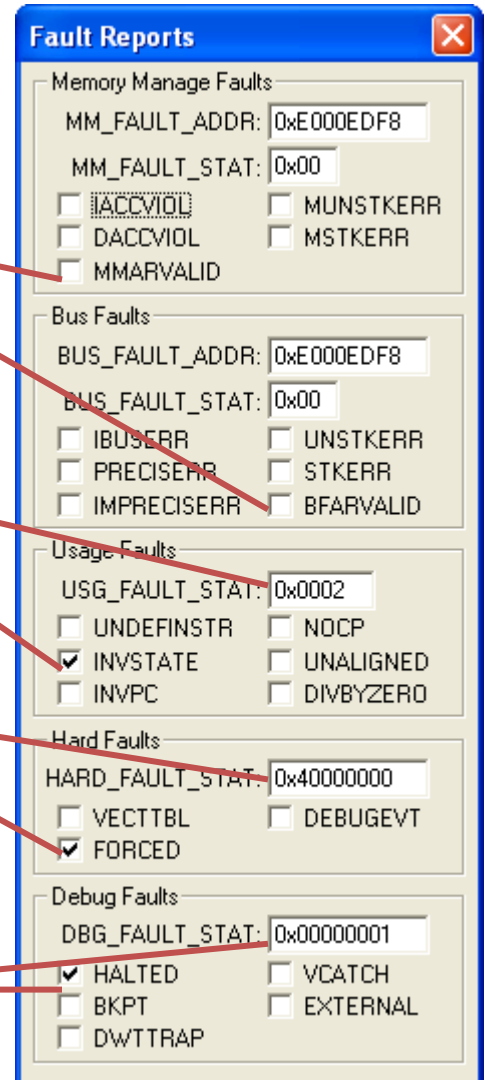 Fault Reports
Memory Manage Faults
MM_FAULT_ADDR: 0xE000EDF8
MM_FAULT_STAT: 0x00
IACCVIOL MUNSTKERR
DACCVIOL MSTKERR
MMARVALID
Bus Faults
BUS_FAULT_ADDR: 0xE000EDF8
BUS_FAULT_STAT: 0x00
IBUSERR UNSTKERR
PRECISERR STKERR
IMPRECISERR BFARVALID
Usage Faults
USG_FAULT_STAT: 0x0002
UNDEFINSTR NOCP
INVSTATE UNALIGNED
INVPC DIVBYZERO
Hard Faults
HARD_FAULT_STAT: 0x40000000
VECTTBL DEBUGEVT
FORCED
Debug Faults
DBG_FAULT_STAT: 0x00000001
HALTED VCATCH
BKPT EXTERNAL
DWTTRAP